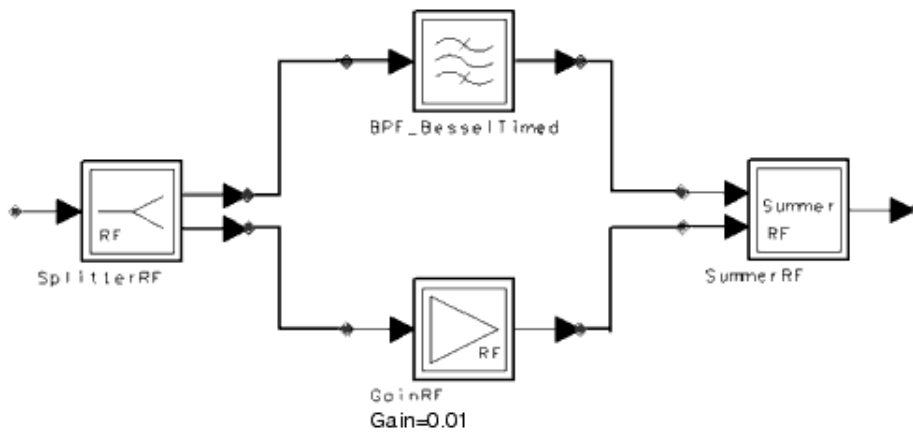 BPF_BesselTimed
RF
SplitterRF
Summer
RF
SummerRF
RF
GainRF
Gain=0.01